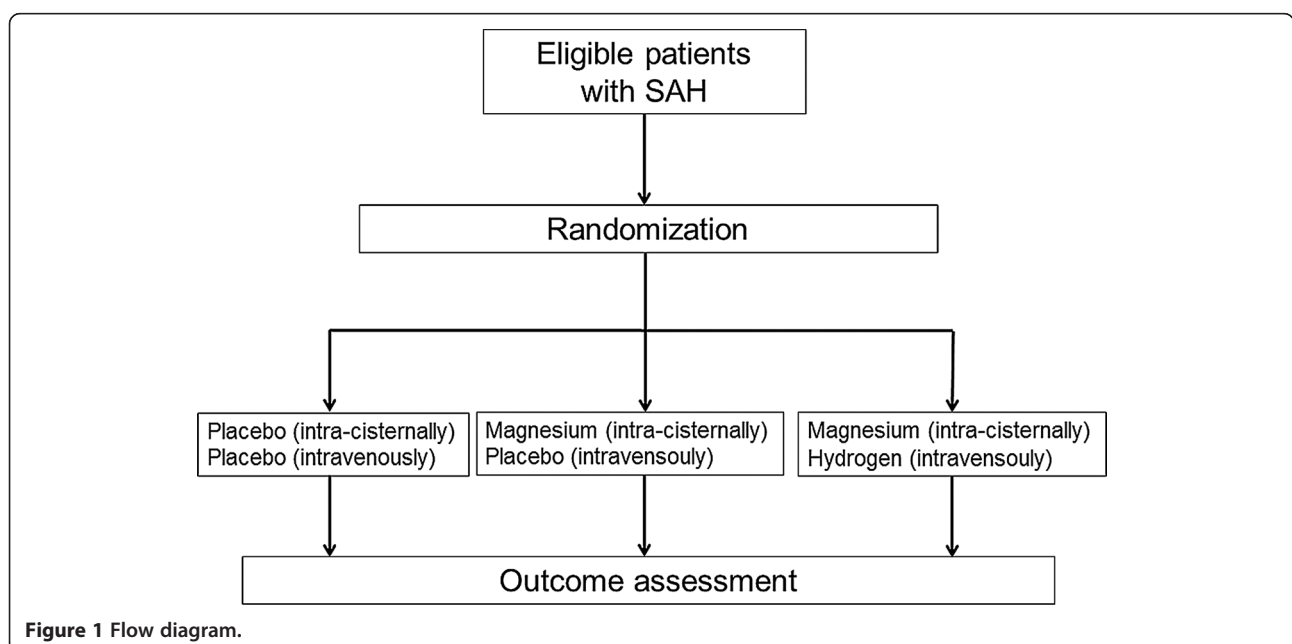 Eligible patients
with SAH
Randomization
Placebo (intra-cisternally)
Placebo (intravenously)
Magnesium (intra-cisternally)
Placebo (intravensouly)
Magnesium (intra-cisternally)
Hydrogen (intravensouly)
Outcome assessment
Figure 1 Flow diagram.